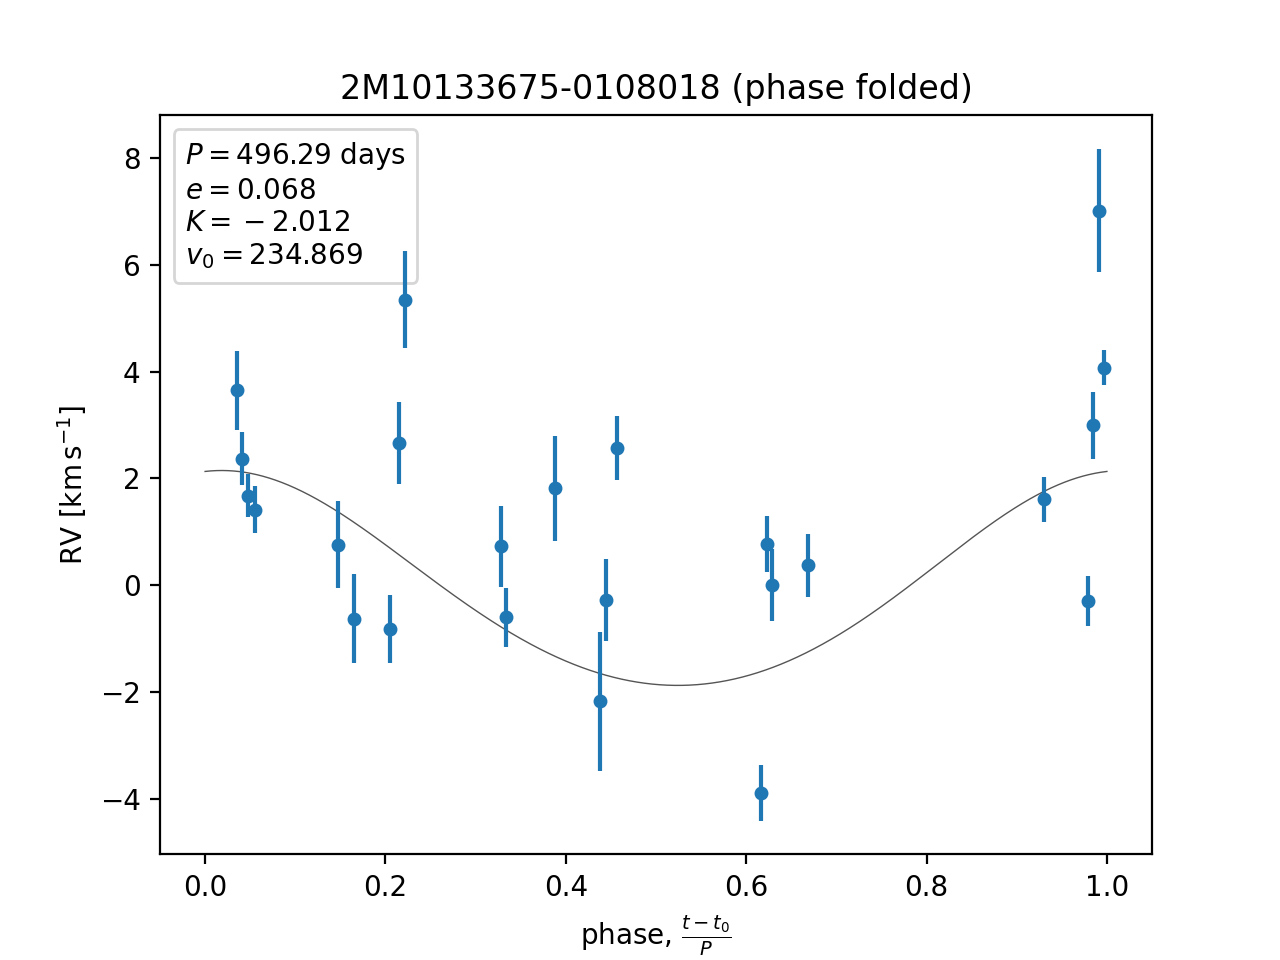 2M10133675-0108018 (phase folded)
P = 496.29 days
e = 0.068
K = −2.012
v₀ = 234.869
8
6
4
2
0
−2
−4
RV [km s⁻¹]
0.0 0.2 0.4 0.6 0.8 1.0
phase, (t − t₀)/P